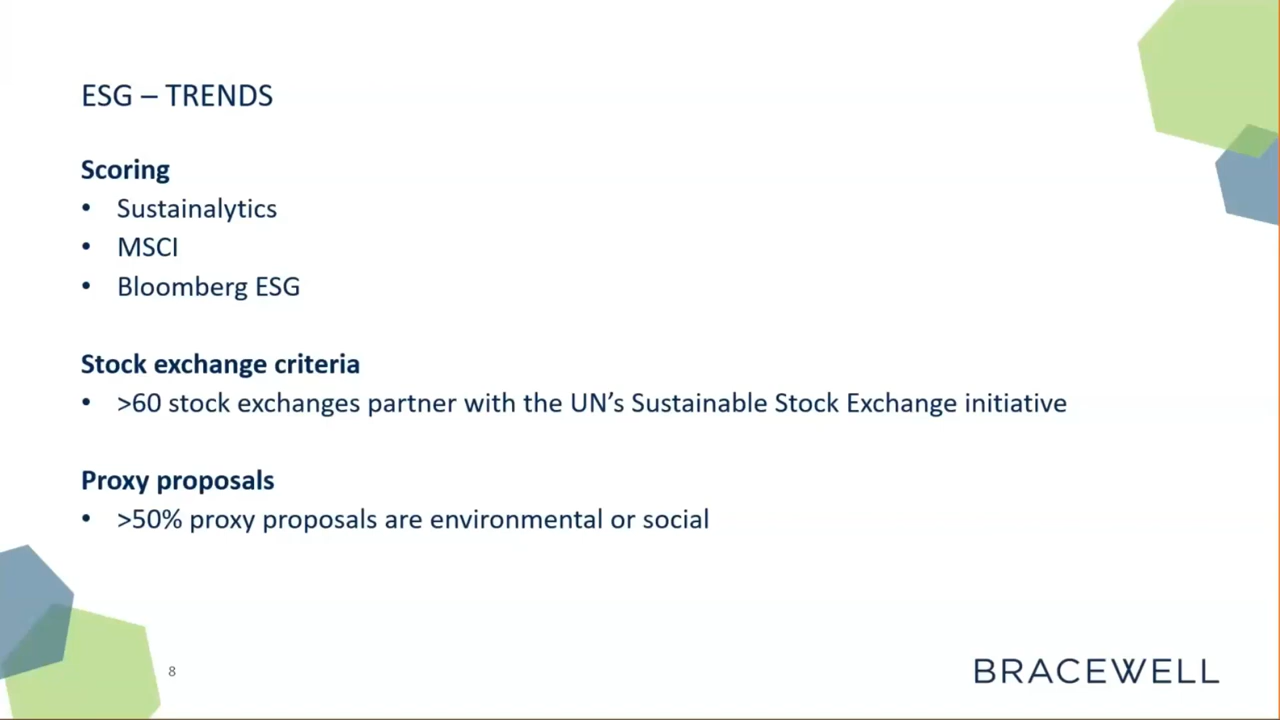 ESG – TRENDS
Scoring
• Sustainalytics
• MSCI
• Bloomberg ESG
Stock exchange criteria
• >60 stock exchanges partner with the UN’s Sustainable Stock Exchange initiative
Proxy proposals
• >50% proxy proposals are environmental or social
8
BRACEWELL